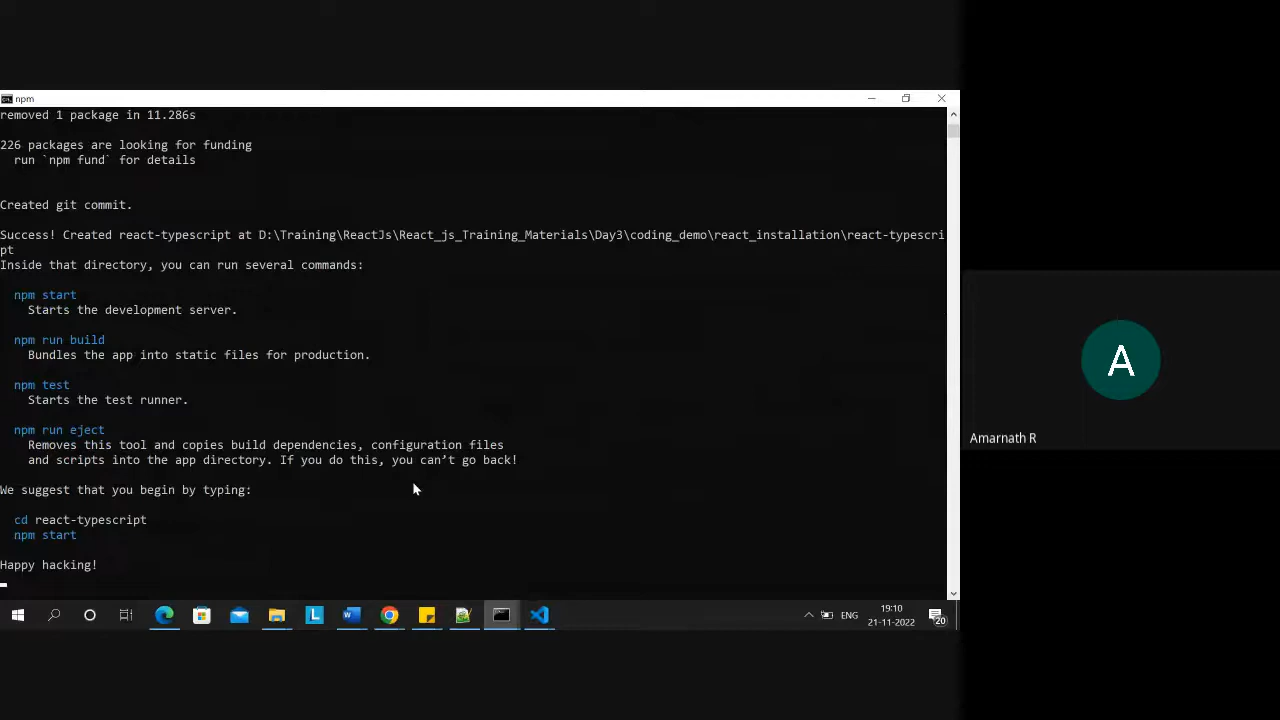 npm
removed 1 package in 11.286s
226 packages are looking for funding
run `npm fund` for details
Created git commit.
Success! Created react-typescript at D:\Training\ReactJs\React_js_Training_Materials\Day3\coding_demo\react_installation\react-typescri
pt
Inside that directory, you can run several commands:
npm start
Starts the development server.
npm run build
Bundles the app into static files for production.
npm test
Starts the test runner.
npm run eject
Removes this tool and copies build dependencies, configuration files
and scripts into the app directory. If you do this, you can’t go back!
We suggest that you begin by typing:
cd react-typescript
npm start
Happy hacking!
A
Amarnath R
L
W
ENG
19:10
21-11-2022
20